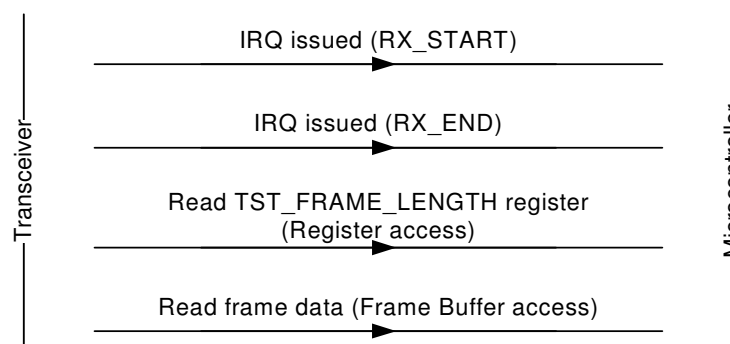 IRQ issued (RX_START)
IRQ issued (RX_END)
Transceiver
Read TST_FRAME_LENGTH register
(Register access)
Read frame data (Frame Buffer access)